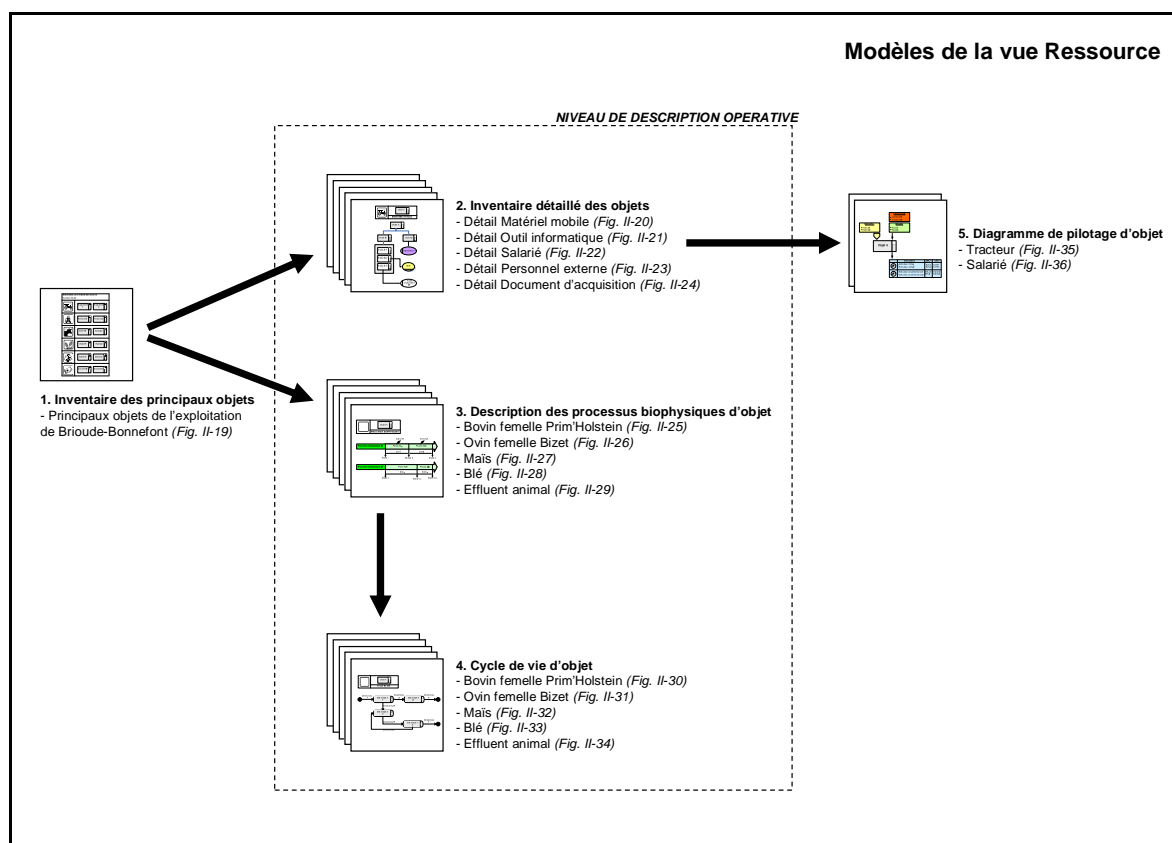 Modèles de la vue Ressource
NIVEAU DE DESCRIPTION OPERATIVE
2. Inventaire détaillé des objets
- Détail Matériel mobile (Fig. II-20)
- Détail Outil informatique (Fig. II-21)
- Détail Salarié (Fig. II-22)
- Détail Personnel externe (Fig. II-23)
- Détail Document d'acquisition (Fig. II-24)
5. Diagramme de pilotage d'objet
- Tracteur (Fig. II-35)
- Salarié (Fig. II-36)
1. Inventaire des principaux objets
- Principaux objets de l'exploitation
de Brioude-Bonnefont (Fig. II-19)
3. Description des processus biophysiques d'objet
- Bovin femelle Prim'Holstein (Fig. II-25)
- Ovin femelle Bizet (Fig. II-26)
- Maïs (Fig. II-27)
- Blé (Fig. II-28)
- Effluent animal (Fig. II-29)
4. Cycle de vie d'objet
- Bovin femelle Prim'Holstein (Fig. II-30)
- Ovin femelle Bizet (Fig. II-31)
- Maïs (Fig. II-32)
- Blé (Fig. II-33)
- Effluent animal (Fig. II-34)